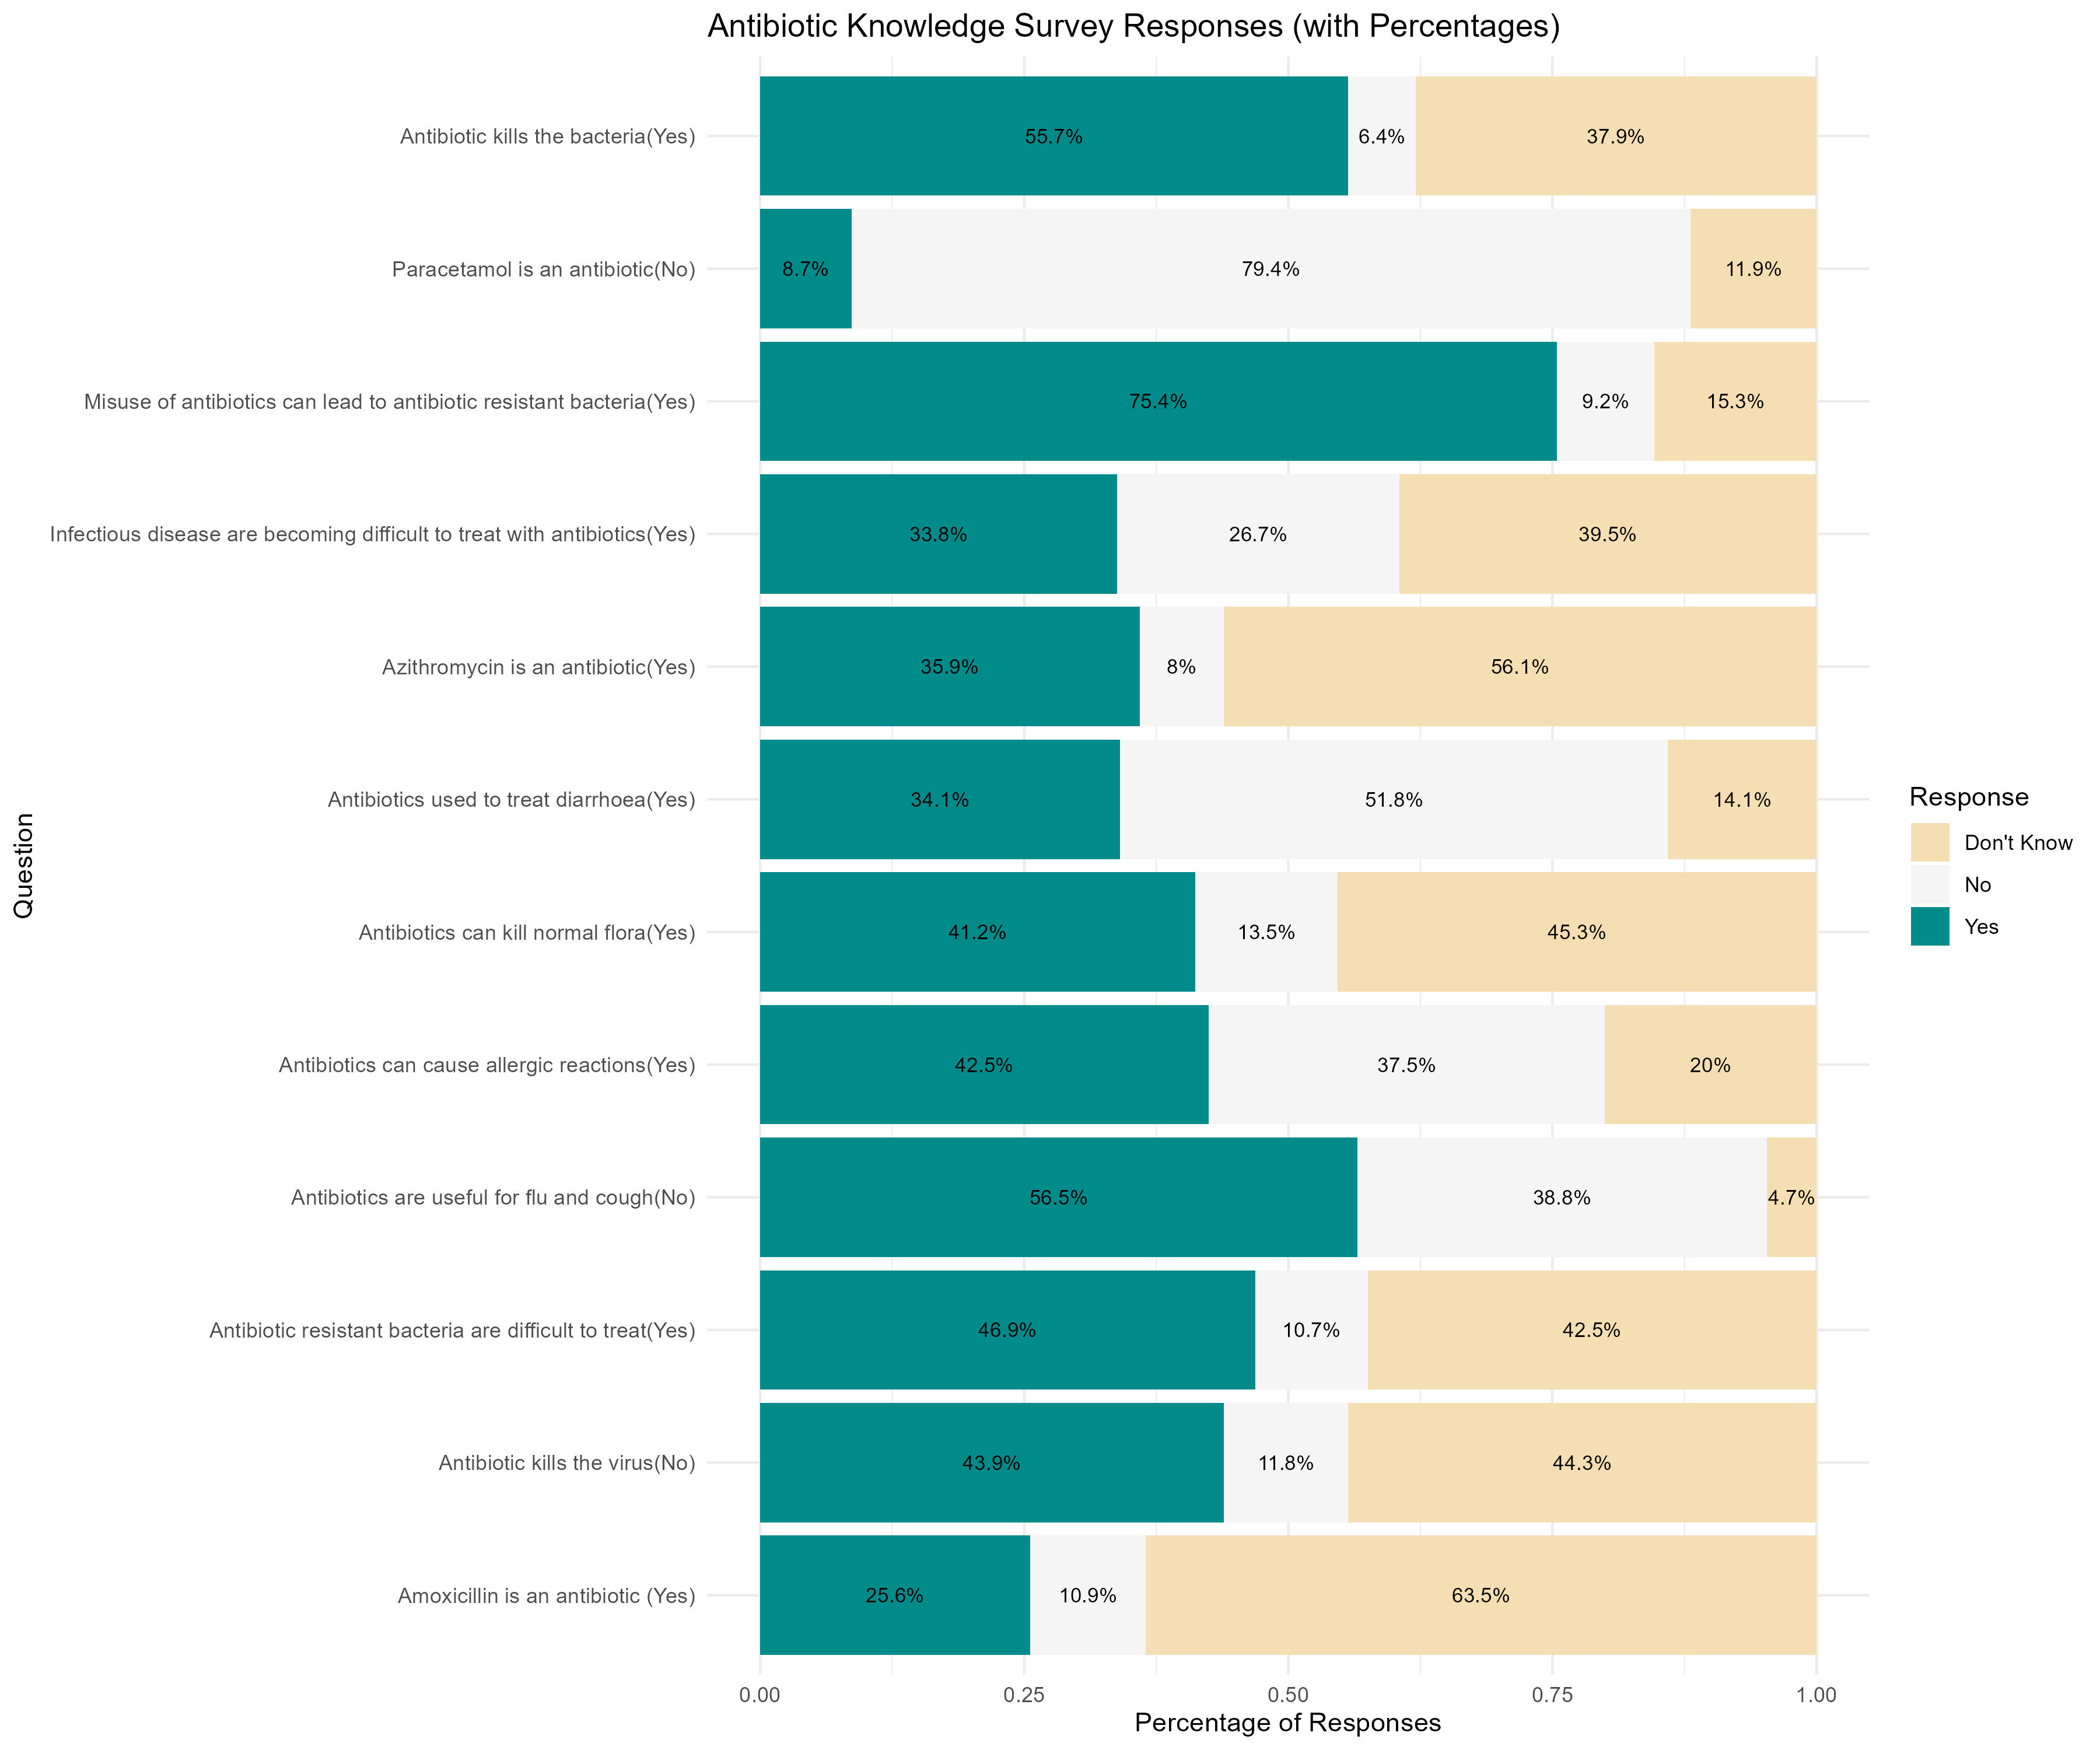 Antibiotic Knowledge Survey Responses (with Percentages)
Antibiotic kills the bacteria(Yes) 55.7% 6.4% 37.9%
Paracetamol is an antibiotic(No) 8.7% 79.4% 11.9%
Misuse of antibiotics can lead to antibiotic resistant bacteria(Yes) 75.4% 9.2% 15.3%
Infectious disease are becoming difficult to treat with antibiotics(Yes) 33.8% 26.7% 39.5%
Azithromycin is an antibiotic(Yes) 35.9% 8% 56.1%
Antibiotics used to treat diarrhoea(Yes) 34.1% 51.8% 14.1%
Antibiotics can kill normal flora(Yes) 41.2% 13.5% 45.3%
Antibiotics can cause allergic reactions(Yes) 42.5% 37.5% 20%
Antibiotics are useful for flu and cough(No) 56.5% 38.8% 4.7%
Antibiotic resistant bacteria are difficult to treat(Yes) 46.9% 10.7% 42.5%
Antibiotic kills the virus(No) 43.9% 11.8% 44.3%
Amoxicillin is an antibiotic (Yes) 25.6% 10.9% 63.5%
0.00 0.25 0.50 0.75 1.00
Percentage of Responses
Question
Response
Don't Know
No
Yes